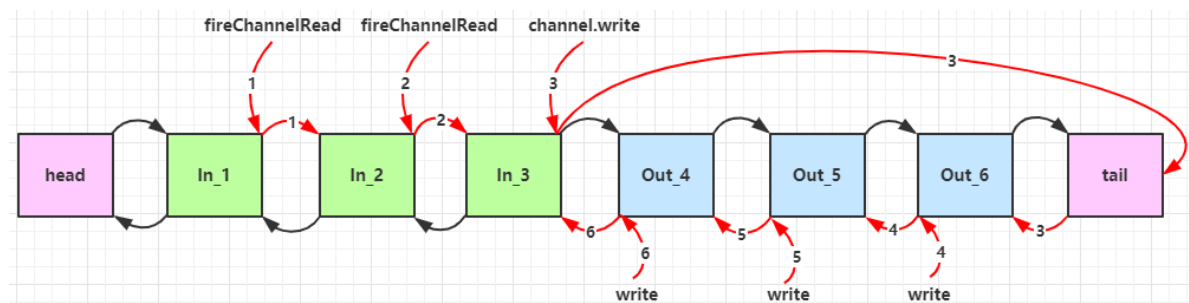 fireChannelRead fireChannelRead channel.write
3
1 2 3
1 2
head In_1 In_2 In_3 Out_4 Out_5 Out_6 tail
6 5 4 3
6 5 4
write write write